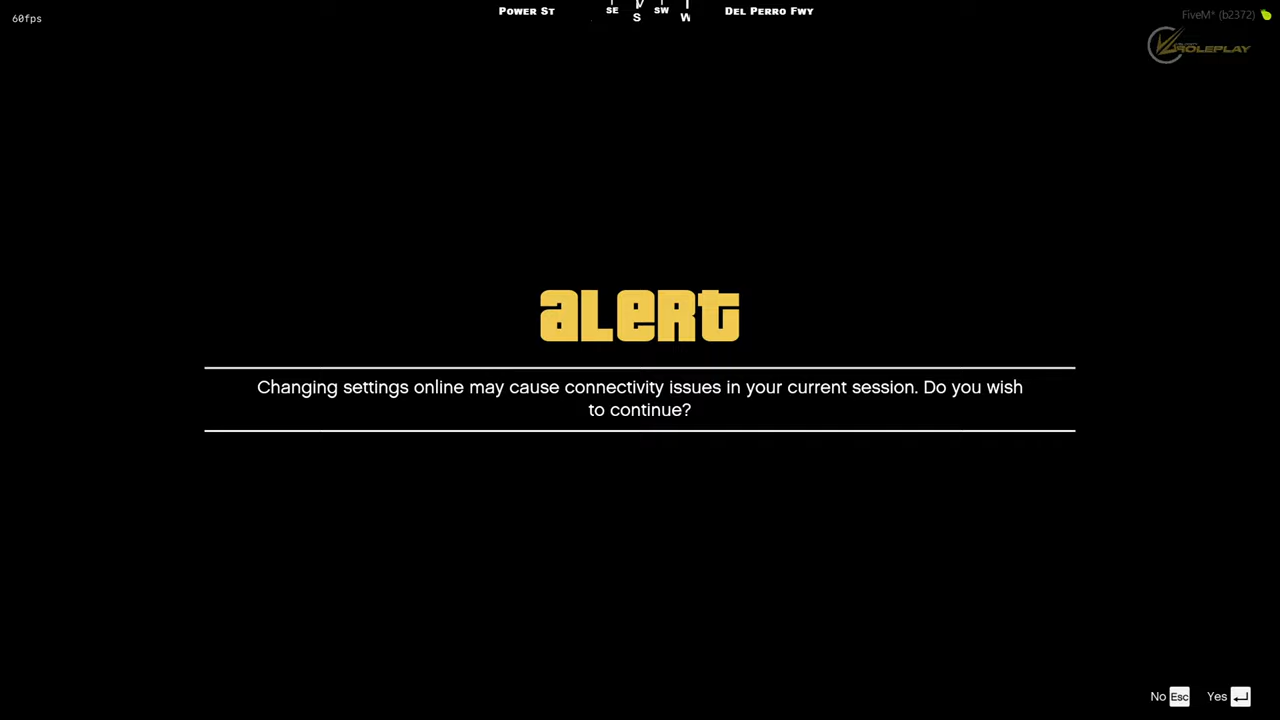 60fps
Power St
SE
S
SW
W
Del Perro Fwy
FiveM* (b2372)
ROLEPLAY
alert
Changing settings online may cause connectivity issues in your current session. Do you wish
to continue?
No Esc Yes